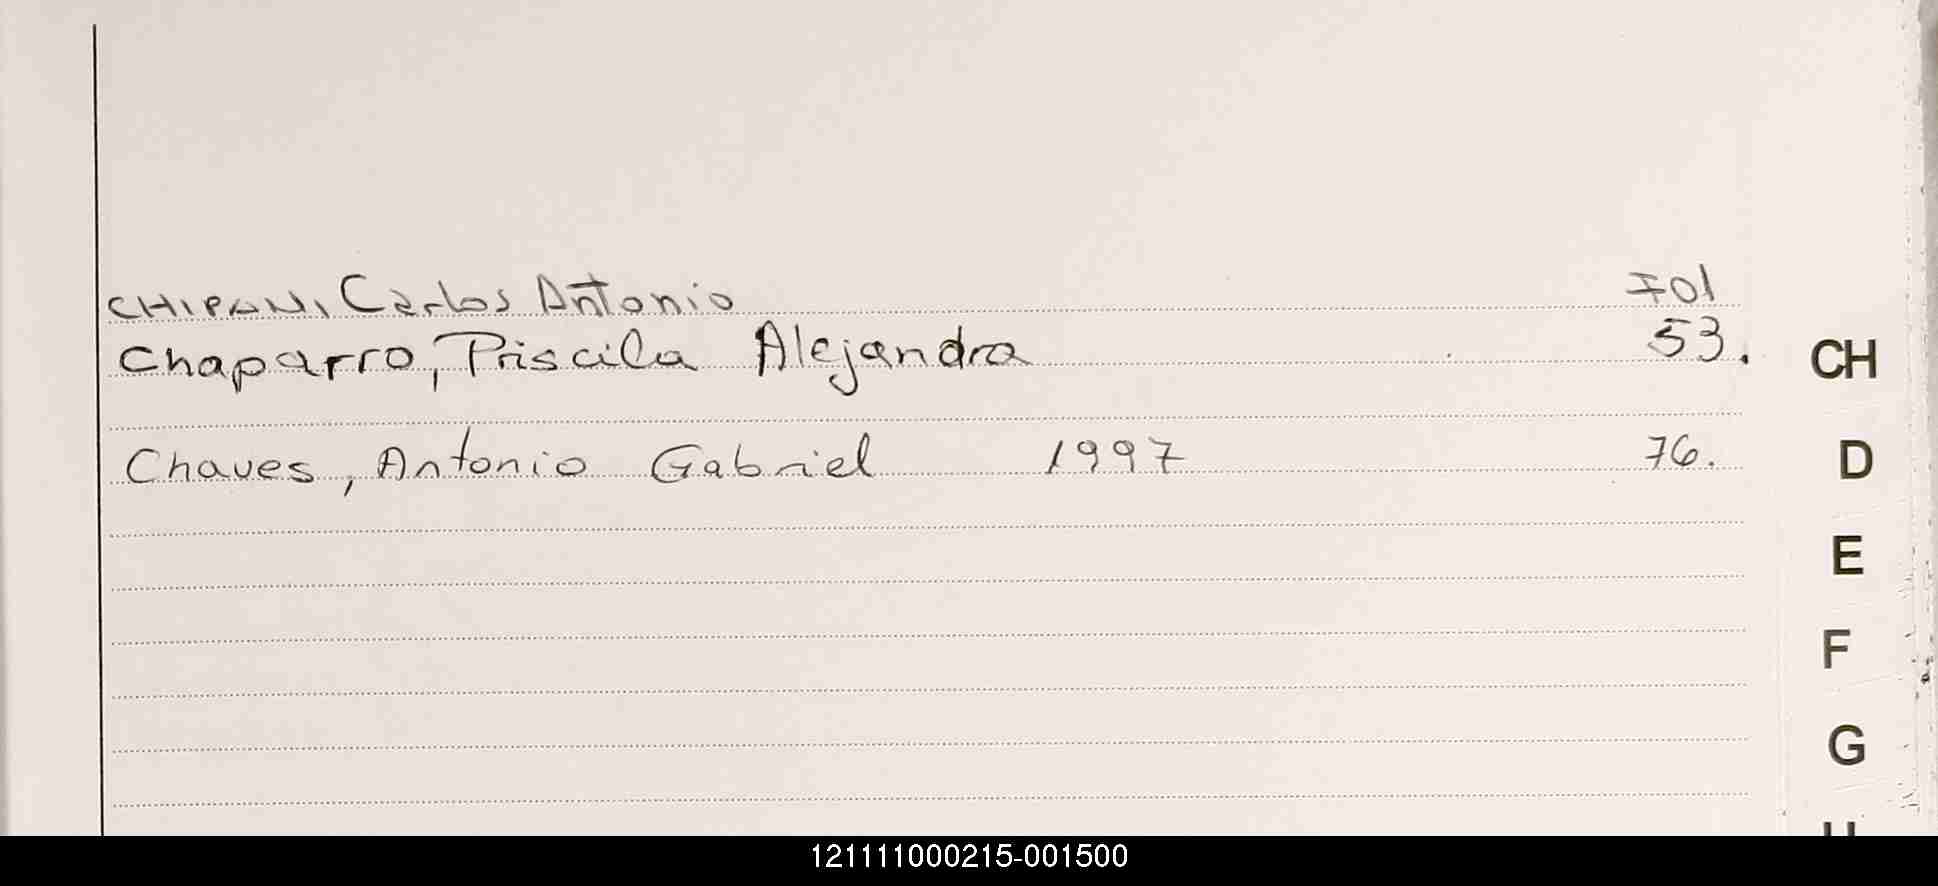 CHIPANI, Carlos Antonio 701
Chaparro, Priscila Alejandra 53.
CH
Chaves, Antonio Gabriel 1997 76.
D
E
F
G
121111000215-001500